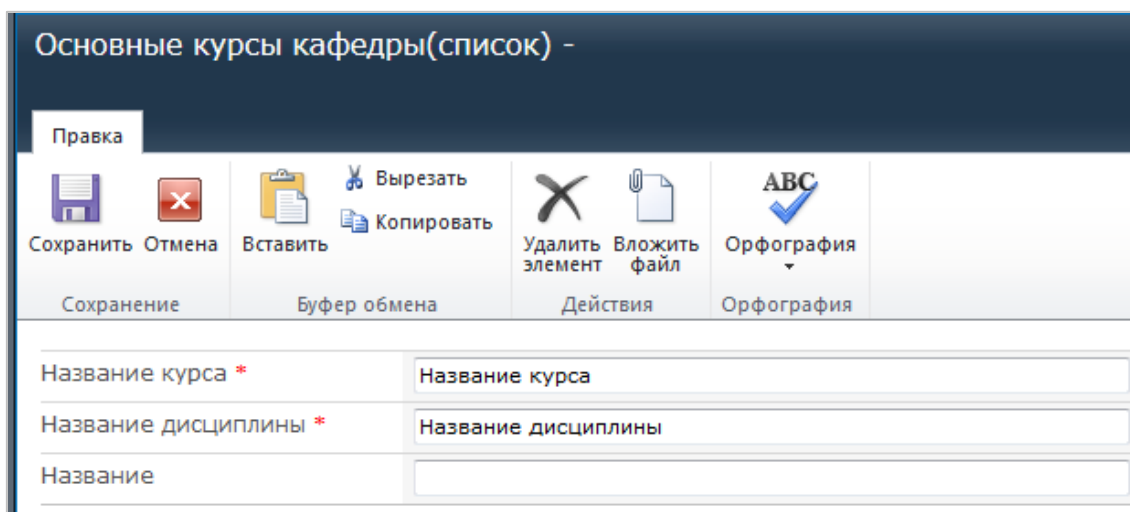 Основные курсы кафедры(список) -
Правка
Сохранить Отмена Вставить Вырезать
Копировать
Удалить элемент Вложить файл
ABC
Орфография
Сохранение Буфер обмена Действия Орфография
Название курса * Название курса
Название дисциплины * Название дисциплины
Название